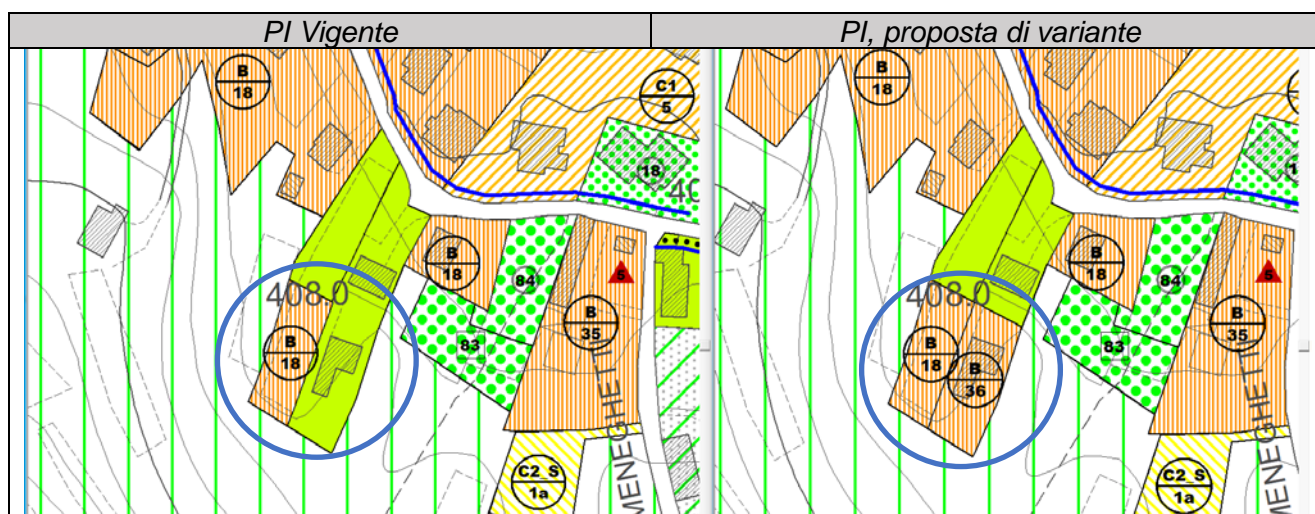 PI Vigente
PI, proposta di variante
B
18
C1
5
18
40
408.0
B
18
84
5
B
18
83
B
35
MENEGHETTI
C2_S
1a
B
18
408.0
B
18
84
5
B
18
B
36
83
B
35
MENEGHETTI
C2_S
1a